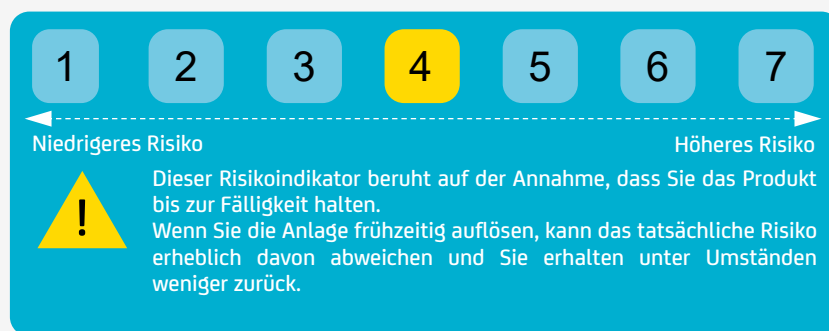 1 2 3 4 5 6 7
Niedrigeres Risiko Höheres Risiko
!
Dieser Risikoindikator beruht auf der Annahme, dass Sie das Produkt
bis zur Fälligkeit halten.
Wenn Sie die Anlage frühzeitig auflösen, kann das tatsächliche Risiko
erheblich davon abweichen und Sie erhalten unter Umständen
weniger zurück.